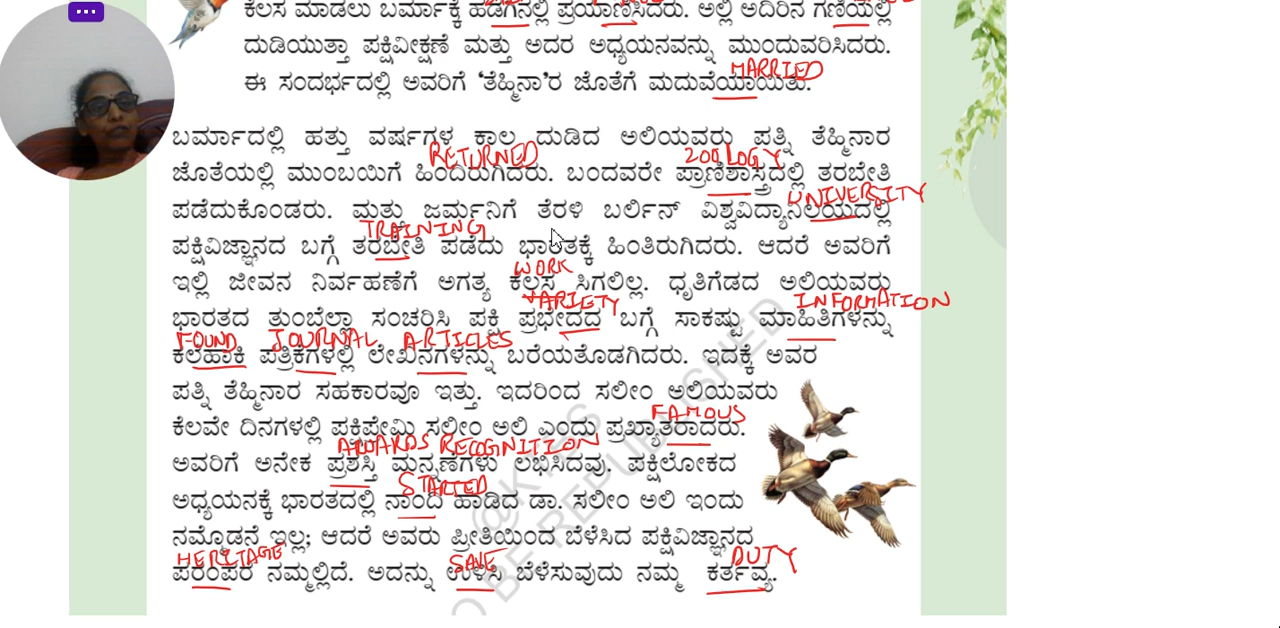 ಕೆಲಸ ಮಾಡಲು ಬರ್ಮಾಕ್ಕೆ ಹಡಗಿನಲ್ಲಿ ಪ್ರಯಾಣಿಸಿದರು. ಅಲ್ಲಿ ಅದಿರಿನ ಗಣಿಯಲ್ಲಿ
ದುಡಿಯುತ್ತಾ ಪಕ್ಷಿವೀಕ್ಷಣೆ ಮತ್ತು ಅದರ ಅಧ್ಯಯನವನ್ನು ಮುಂದುವರಿಸಿದರು.
MARRIED
ಈ ಸಂದರ್ಭದಲ್ಲಿ ಅವರಿಗೆ ‘ತೆಹ್ಮಿನಾ’ರ ಜೊತೆಗೆ ಮದುವೆಯಾಯಿತು.
ಬರ್ಮಾದಲ್ಲಿ ಹತ್ತು ವರ್ಷಗಳ ಕಾಲ ದುಡಿದ ಅಲಿಯವರು ಪತ್ನಿ ತೆಹ್ಮಿನಾರ
RETURNED ZOOLOGY
ಜೊತೆಯಲ್ಲಿ ಮುಂಬಯಿಗೆ ಹಿಂದಿರುಗಿದರು. ಬಂದವರೇ ಪ್ರಾಣಿಶಾಸ್ತ್ರದಲ್ಲಿ ತರಬೇತಿ
UNIVERSITY
ಪಡೆದುಕೊಂಡರು. ಮತ್ತು ಜರ್ಮನಿಗೆ ತೆರಳಿ ಬರ್ಲಿನ್ ವಿಶ್ವವಿದ್ಯಾನಿಲಯದಲ್ಲಿ
TRAINING
ಪಕ್ಷಿವಿಜ್ಞಾನದ ಬಗ್ಗೆ ತರಬೇತಿ ಪಡೆದು ಭಾರತಕ್ಕೆ ಹಿಂತಿರುಗಿದರು. ಆದರೆ ಅವರಿಗೆ
WORK
ಇಲ್ಲಿ ಜೀವನ ನಿರ್ವಹಣೆಗೆ ಅಗತ್ಯ ಕೆಲಸ ಸಿಗಲಿಲ್ಲ. ಧೃತಿಗೆಡದ ಅಲಿಯವರು
VARIETY INFORMATION
ಭಾರತದ ತುಂಬೆಲ್ಲಾ ಸಂಚರಿಸಿ ಪಕ್ಷಿ ಪ್ರಭೇದದ ಬಗ್ಗೆ ಸಾಕಷ್ಟು ಮಾಹಿತಿಗಳನ್ನು
FOUND JOURNAL ARTICLES
ಕಲೆಹಾಕಿ ಪತ್ರಿಕೆಗಳಲ್ಲಿ ಲೇಖನಗಳನ್ನು ಬರೆಯತೊಡಗಿದರು. ಇದಕ್ಕೆ ಅವರ
ಪತ್ನಿ ತೆಹ್ಮಿನಾರ ಸಹಕಾರವೂ ಇತ್ತು. ಇದರಿಂದ ಸಲೀಂ ಅಲಿಯವರು
FAMOUS
ಕೆಲವೇ ದಿನಗಳಲ್ಲಿ ಪಕ್ಷಿಪ್ರೇಮಿ ಸಲೀಂ ಅಲಿ ಎಂದು ಪ್ರಖ್ಯಾತರಾದರು.
AWARDS RECOGNITION
ಅವರಿಗೆ ಅನೇಕ ಪ್ರಶಸ್ತಿ ಮನ್ನಣೆಗಳು ಲಭಿಸಿದವು. ಪಕ್ಷಿಲೋಕದ
STARTED
ಅಧ್ಯಯನಕ್ಕೆ ಭಾರತದಲ್ಲಿ ನಾಂದಿ ಹಾಡಿದ ಡಾ. ಸಲೀಂ ಅಲಿ ಇಂದು
ನಮ್ಮೊಡನೆ ಇಲ್ಲ; ಆದರೆ ಅವರು ಪ್ರೀತಿಯಿಂದ ಬೆಳೆಸಿದ ಪಕ್ಷಿವಿಜ್ಞಾನದ
HERITAGE SAVE DUTY
ಪರಂಪರೆ ನಮ್ಮಲ್ಲಿದೆ. ಅದನ್ನು ಉಳಿಸಿ ಬೆಳೆಸುವುದು ನಮ್ಮ ಕರ್ತವ್ಯ.
BE REPUBLISHED